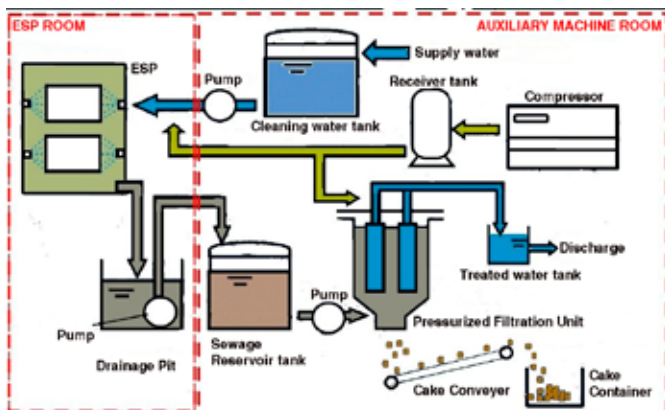 ESP ROOM
AUXILIARY MACHINE ROOM
ESP
Pump
Supply water
Receiver tank
Compressor
Cleaning water tank
Discharge
Treated water tank
Pump
Pump
Pressurized Filtration Unit
Drainage Pit
Sewage
Reservoir tank
Cake Conveyer
Cake
Container